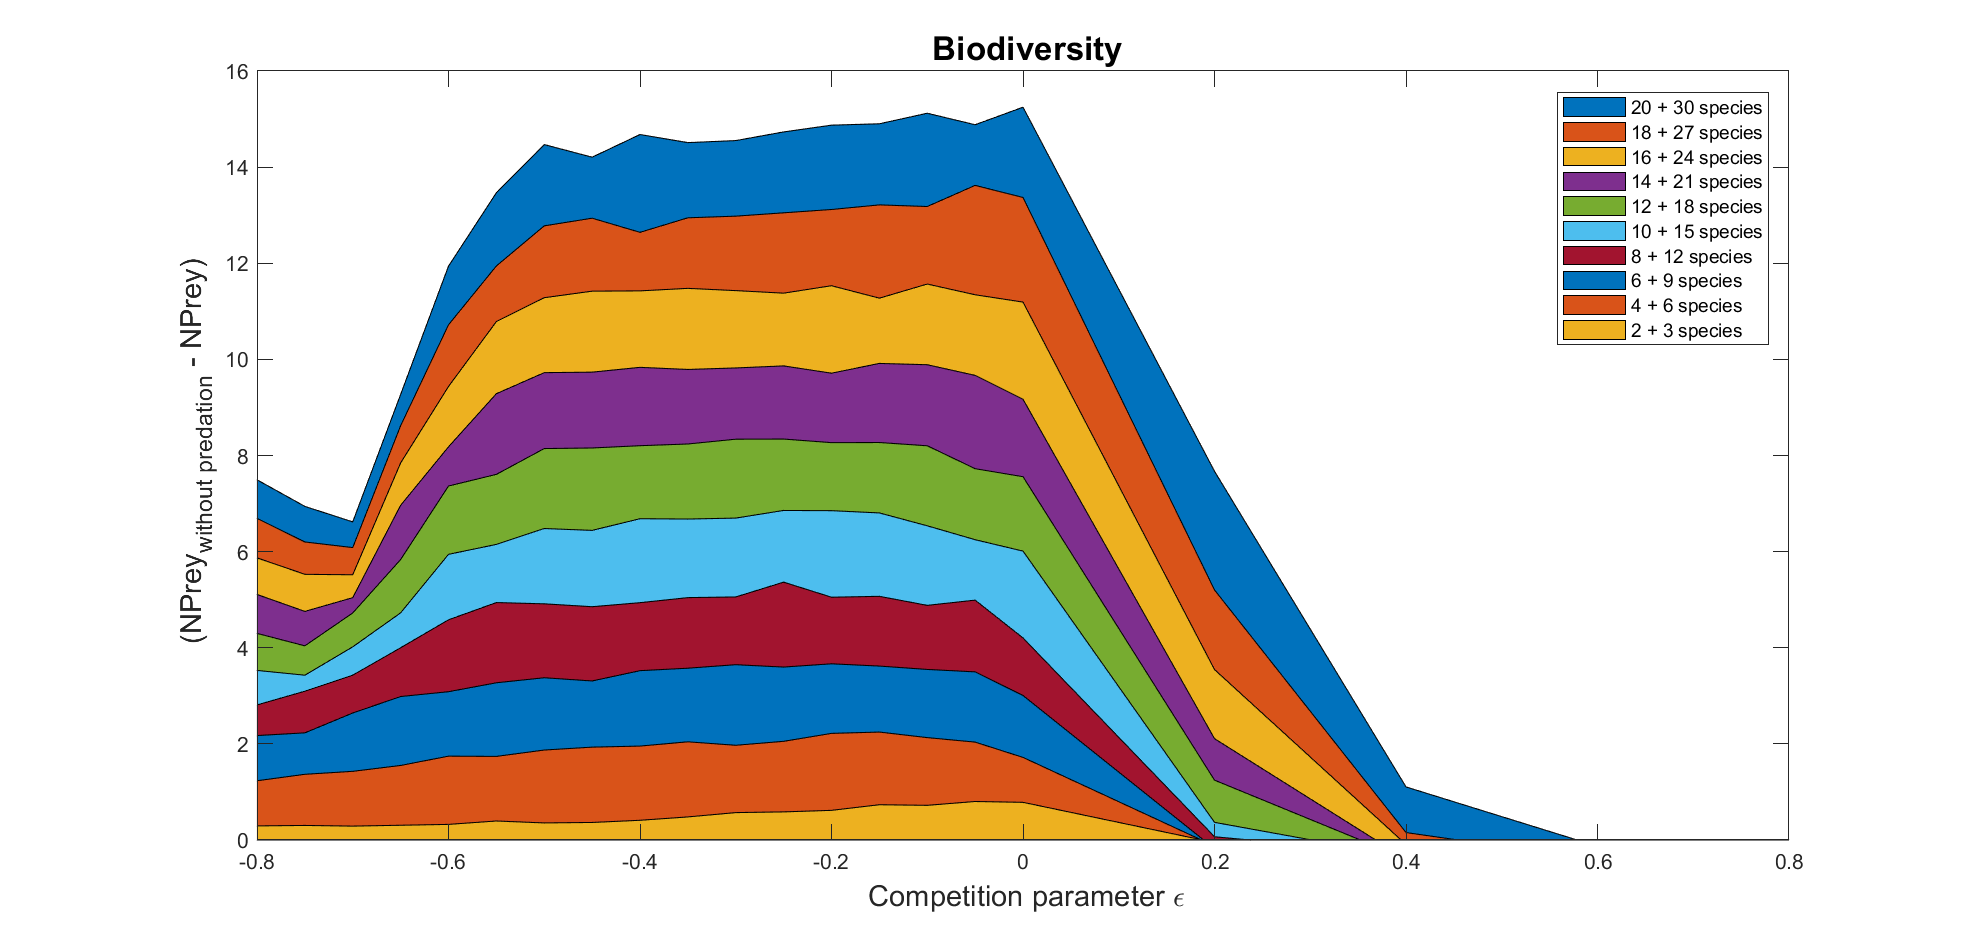 Biodiversity
16
14
12
10
8
6
4
2
0
(NPrey_without predation - NPrey)
20 + 30 species
18 + 27 species
16 + 24 species
14 + 21 species
12 + 18 species
10 + 15 species
8 + 12 species
6 + 9 species
4 + 6 species
2 + 3 species
-0.8 -0.6 -0.4 -0.2 0 0.2 0.4 0.6 0.8
Competition parameter ϵ